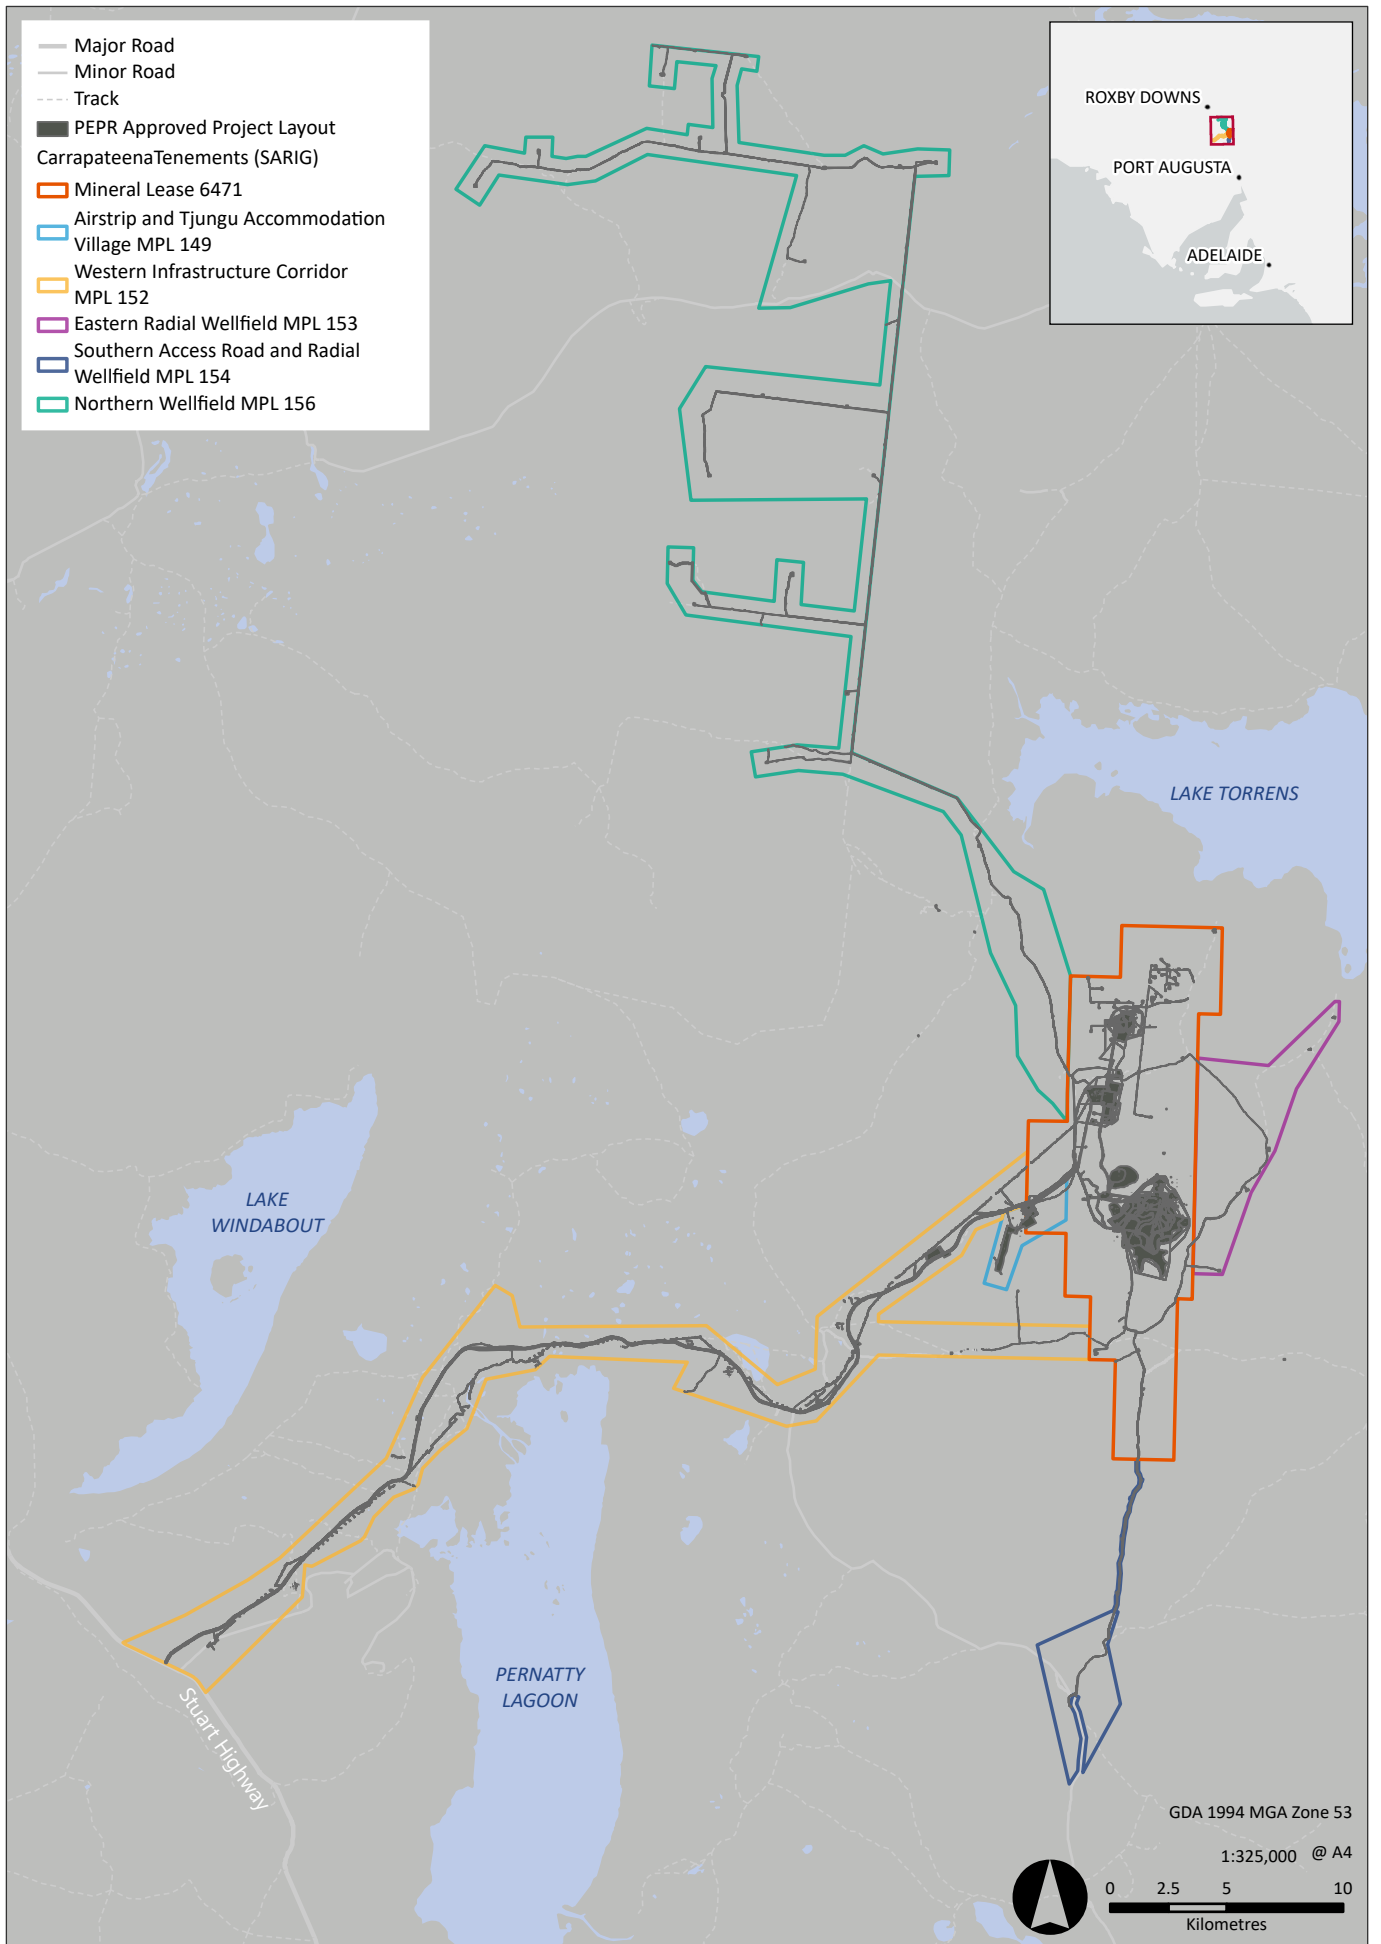 Major Road
Minor Road
Track
PEPR Approved Project Layout
CarrapateenaTenements (SARIG)
Mineral Lease 6471
Airstrip and Tjungu Accommodation
Village MPL 149
Western Infrastructure Corridor
MPL 152
Eastern Radial Wellfield MPL 153
Southern Access Road and Radial
Wellfield MPL 154
Northern Wellfield MPL 156
ROXBY DOWNS
PORT AUGUSTA
ADELAIDE
LAKE TORRENS
LAKE
WINDABOUT
PERNATTY
LAGOON
Stuart Highway
GDA 1994 MGA Zone 53
1:325,000 @ A4
0 2.5 5 10
Kilometres